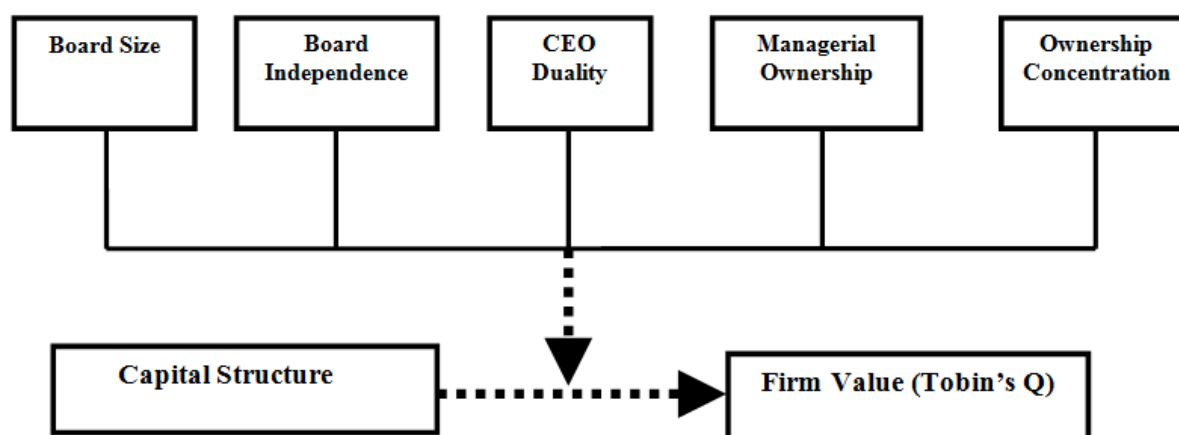 Board Size
Board
Independence
CEO
Duality
Managerial
Ownership
Ownership
Concentration
Capital Structure
Firm Value (Tobin’s Q)